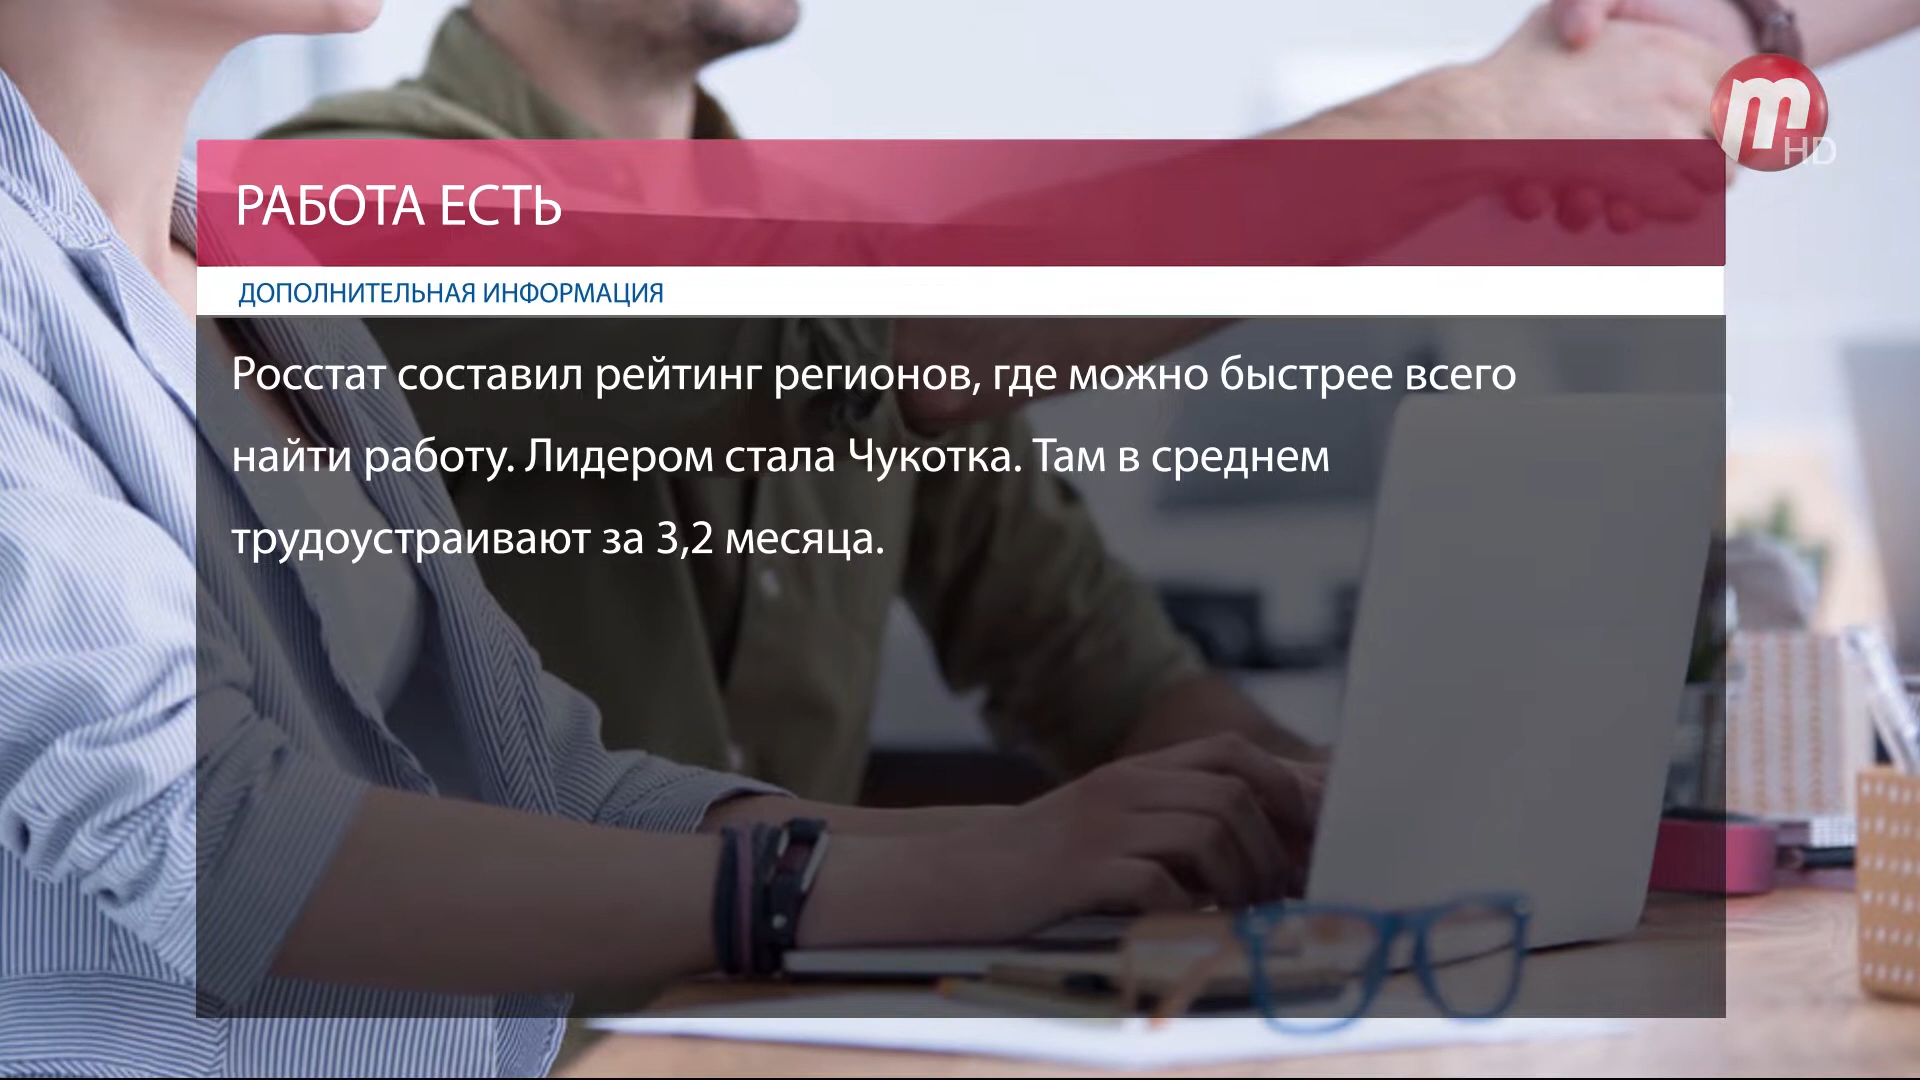 РАБОТА ЕСТЬ
ДОПОЛНИТЕЛЬНАЯ ИНФОРМАЦИЯ
Росстат составил рейтинг регионов, где можно быстрее всего
найти работу. Лидером стала Чукотка. Там в среднем
трудоустраивают за 3,2 месяца.
m HD